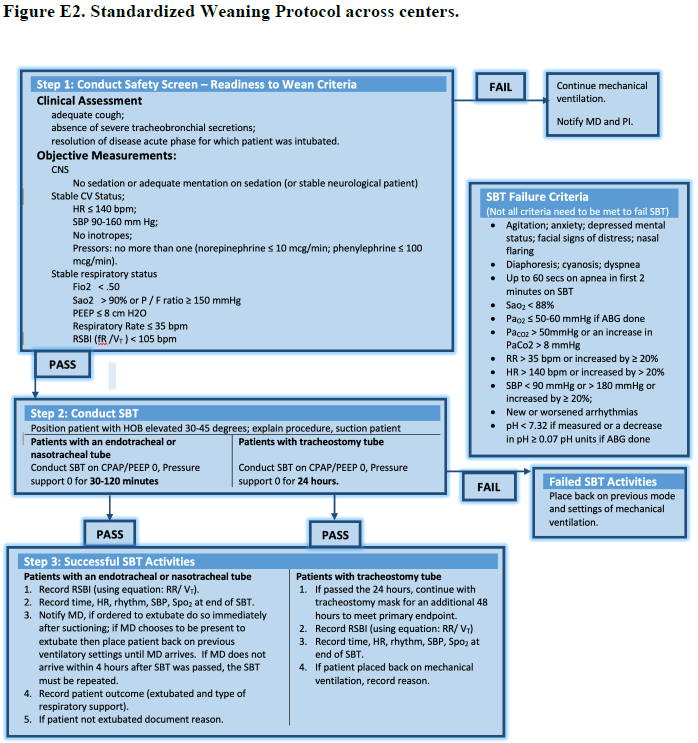 Figure E2. Standardized Weaning Protocol across centers.
Step 1: Conduct Safety Screen – Readiness to Wean Criteria
Clinical Assessment
adequate cough;
absence of severe tracheobronchial secretions;
resolution of disease acute phase for which patient was intubated.
Objective Measurements:
CNS
No sedation or adequate mentation on sedation (or stable neurological patient)
Stable CV Status;
HR ≤ 140 bpm;
SBP 90-160 mm Hg;
No inotropes;
Pressors: no more than one (norepinephrine ≤ 10 mcg/min; phenylephrine ≤ 100
mcg/min).
Stable respiratory status
Fio2 < .50
Sao2 > 90% or P / F ratio ≥ 150 mmHg
PEEP ≤ 8 cm H2O
Respiratory Rate ≤ 35 bpm
RSBI (fR /VT ) < 105 bpm
FAIL
Continue mechanical
ventilation.
Notify MD and PI.
SBT Failure Criteria
(Not all criteria need to be met to fail SBT)
• Agitation; anxiety; depressed mental
status; facial signs of distress; nasal
flaring
• Diaphoresis; cyanosis; dyspnea
• Up to 60 secs on apnea in first 2
minutes on SBT
• Sao2 < 88%
• Pao2 ≤ 50-60 mmHg if ABG done
• Paco2 > 50mmHg or an increase in
PaCo2 > 8 mmHg
• RR > 35 bpm or increased by ≥ 20%
• HR > 140 bpm or increased by > 20%
• SBP < 90 mmHg or > 180 mmHg or
increased by ≥ 20%;
• New or worsened arrhythmias
• pH < 7.32 if measured or a decrease
in pH ≥ 0.07 pH units if ABG done
PASS
Step 2: Conduct SBT
Position patient with HOB elevated 30-45 degrees; explain procedure, suction patient
Patients with an endotracheal or
nasotracheal tube
Conduct SBT on CPAP/PEEP 0, Pressure
support 0 for 30-120 minutes
Patients with tracheostomy tube
Conduct SBT on CPAP/PEEP 0, Pressure
support 0 for 24 hours.
FAIL
Failed SBT Activities
Place back on previous mode
and settings of mechanical
ventilation.
PASS
PASS
Step 3: Successful SBT Activities
Patients with an endotracheal or nasotracheal tube
1. Record RSBI (using equation: RR/ VT).
2. Record time, HR, rhythm, SBP, Spo2 at end of SBT.
3. Notify MD, if ordered to extubate do so immediately
after suctioning; if MD chooses to be present to
extubate then place patient back on previous
ventilatory settings until MD arrives. If MD does not
arrive within 4 hours after SBT was passed, the SBT
must be repeated.
4. Record patient outcome (extubated and type of
respiratory support).
5. If patient not extubated document reason.
Patients with tracheostomy tube
1. If passed the 24 hours, continue with
tracheostomy mask for an additional 48
hours to meet primary endpoint.
2. Record RSBI (using equation: RR/ VT)
3. Record time, HR, rhythm, SBP, Spo2 at
end of SBT.
4. If patient placed back on mechanical
ventilation, record reason.